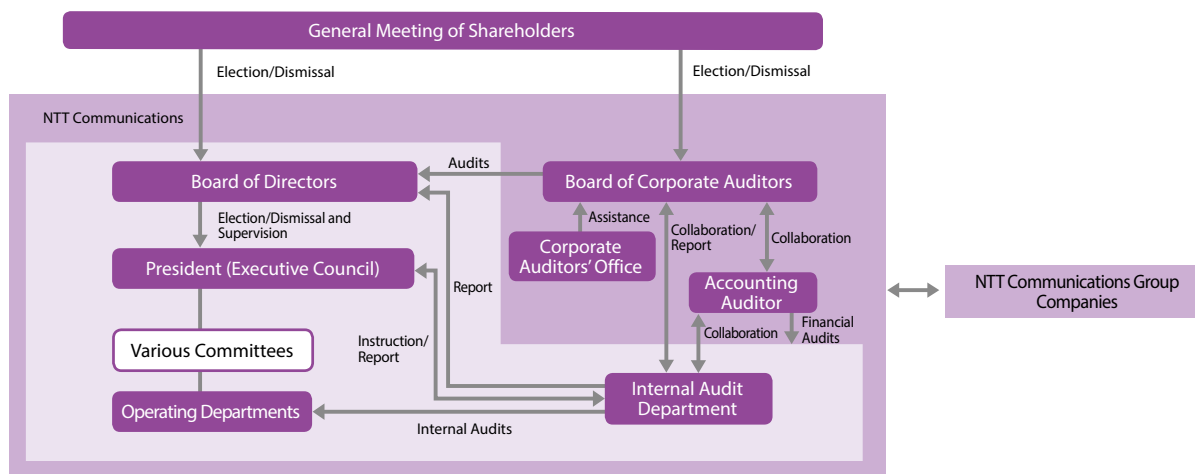 General Meeting of Shareholders
Election/Dismissal
Election/Dismissal
NTT Communications
Board of Directors
Audits
Board of Corporate Auditors
Election/Dismissal and
Supervision
Assistance
Collaboration/
Report
Collaboration
Corporate
Auditors’ Office
President (Executive Council)
Report
Accounting
Auditor
NTT Communications Group
Companies
Various Committees
Instruction/
Report
Collaboration
Financial
Audits
Operating Departments
Internal Audit
Department
Internal Audits